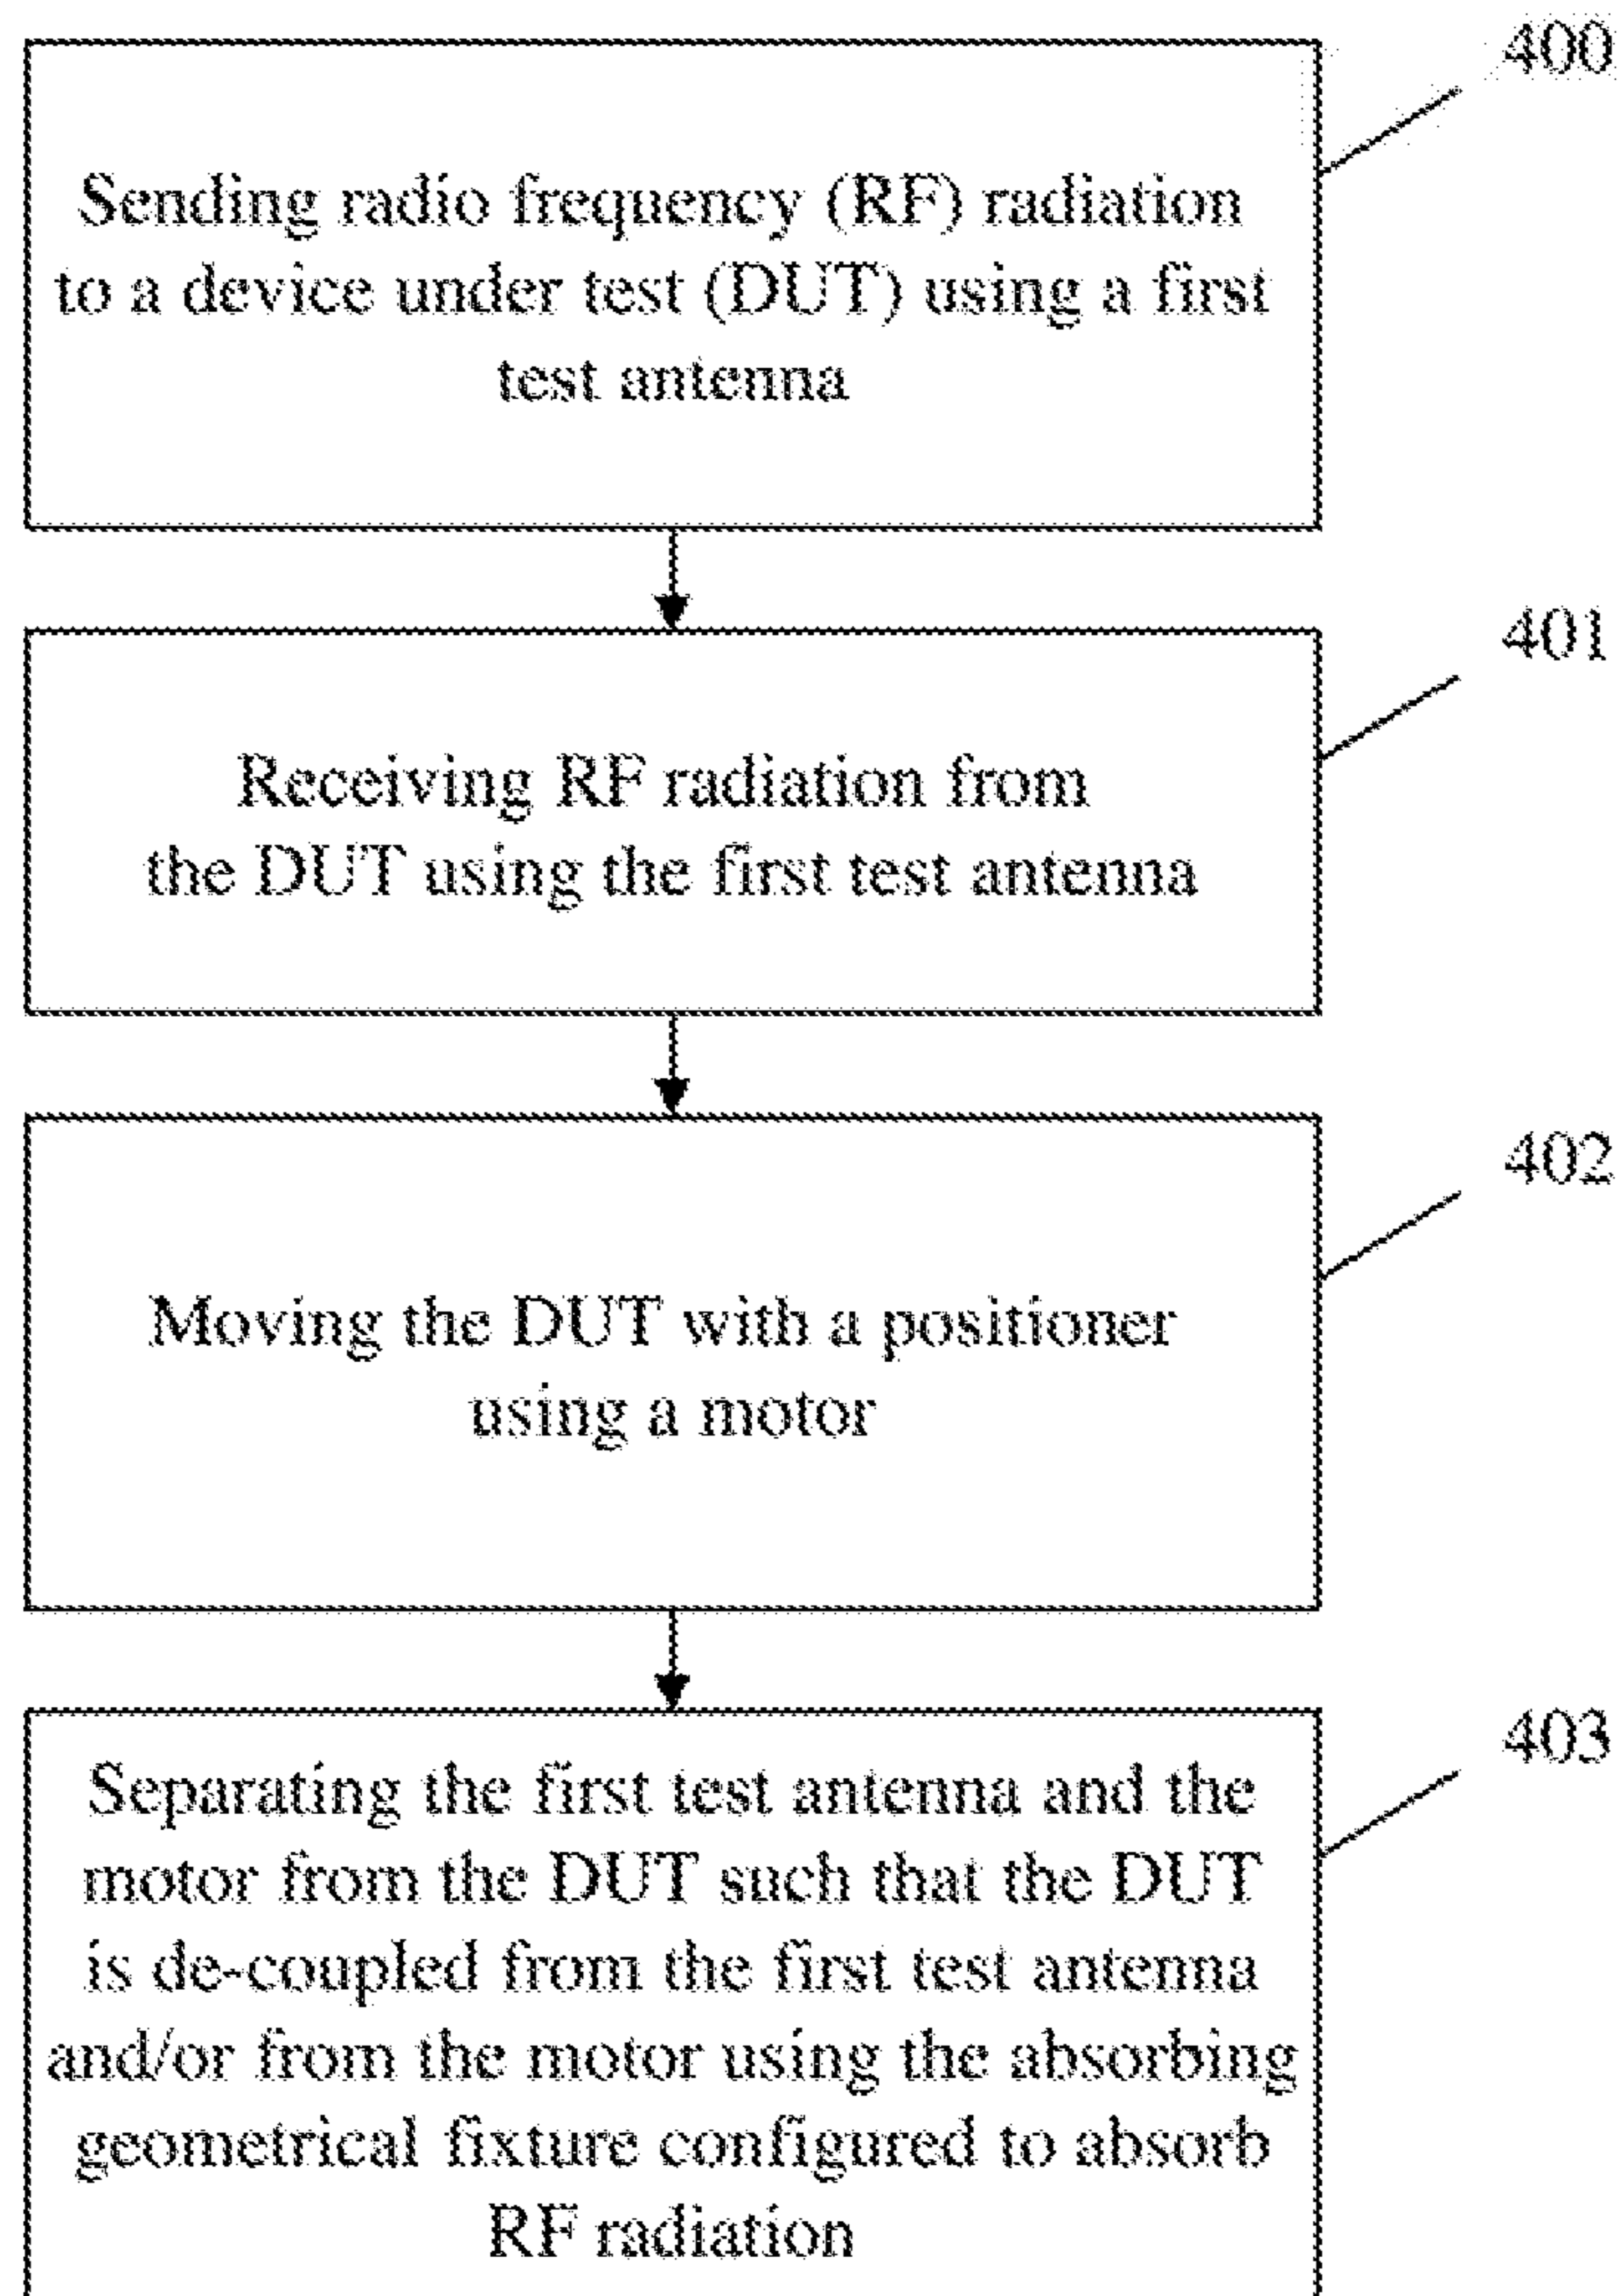 400
Sending radio frequency (RF) radiation
to a device under test (DUT) using a first
test antenna
401
Receiving RF radiation from
the DUT using the first test antenna
402
Moving the DUT with a positioner
using a motor
403
Separating the first test antenna and the
motor from the DUT such that the DUT
is de-coupled from the first test antenna
and/or from the motor using the absorbing
geometrical fixture configured to absorb
RF radiation